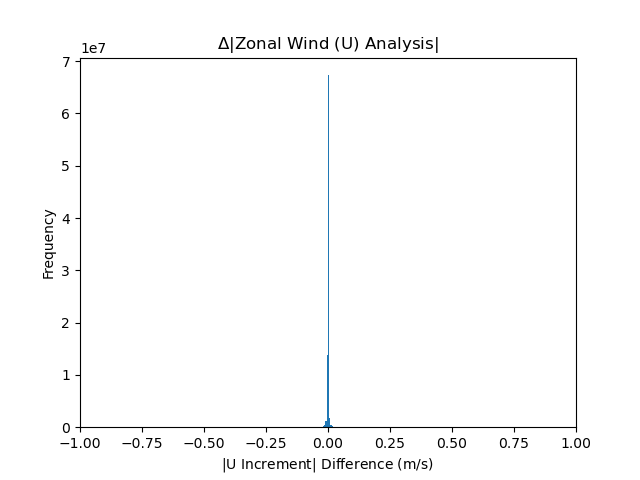 Δ|Zonal Wind (U) Analysis|
1e7
7
6
5
4
3
2
1
0
Frequency
−1.00 −0.75 −0.50 −0.25 0.00 0.25 0.50 0.75 1.00
|U Increment| Difference (m/s)